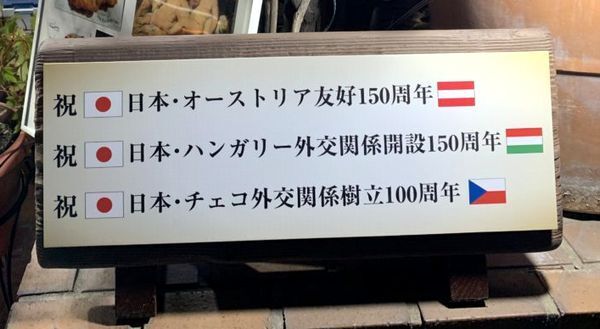 祝 日本・オーストリア友好150周年
祝 日本・ハンガリー外交関係開設150周年
祝 日本・チェコ外交関係樹立100周年